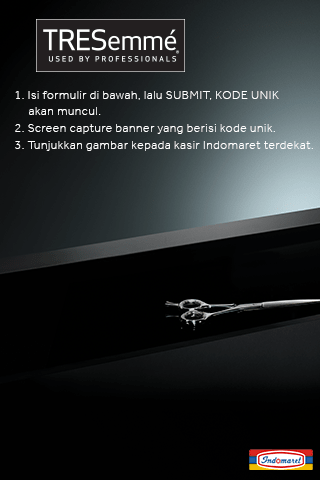 TRESemmé
USED BY PROFESSIONALS
1. Isi formulir di bawah, lalu SUBMIT, KODE UNIK
akan muncul.
2. Screen capture banner yang berisi kode unik.
3. Tunjukkan gambar kepada kasir Indomaret terdekat.
Indomaret